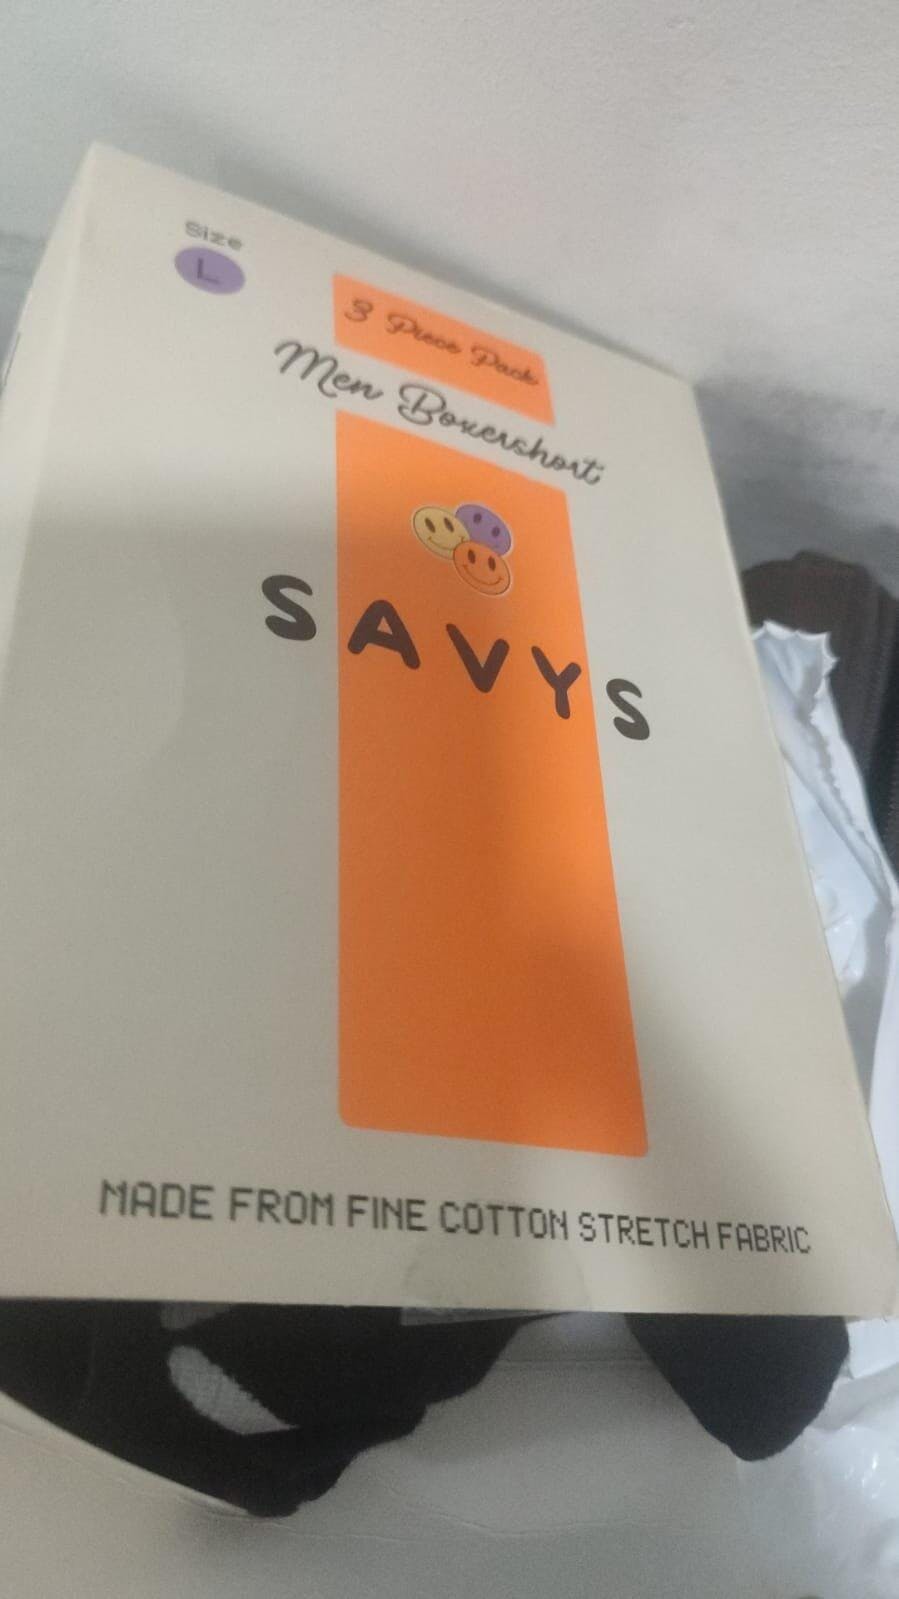 Size
L
3 Piece Pack
Men Boxershort
SAVYS
MADE FROM FINE COTTON STRETCH FABRIC